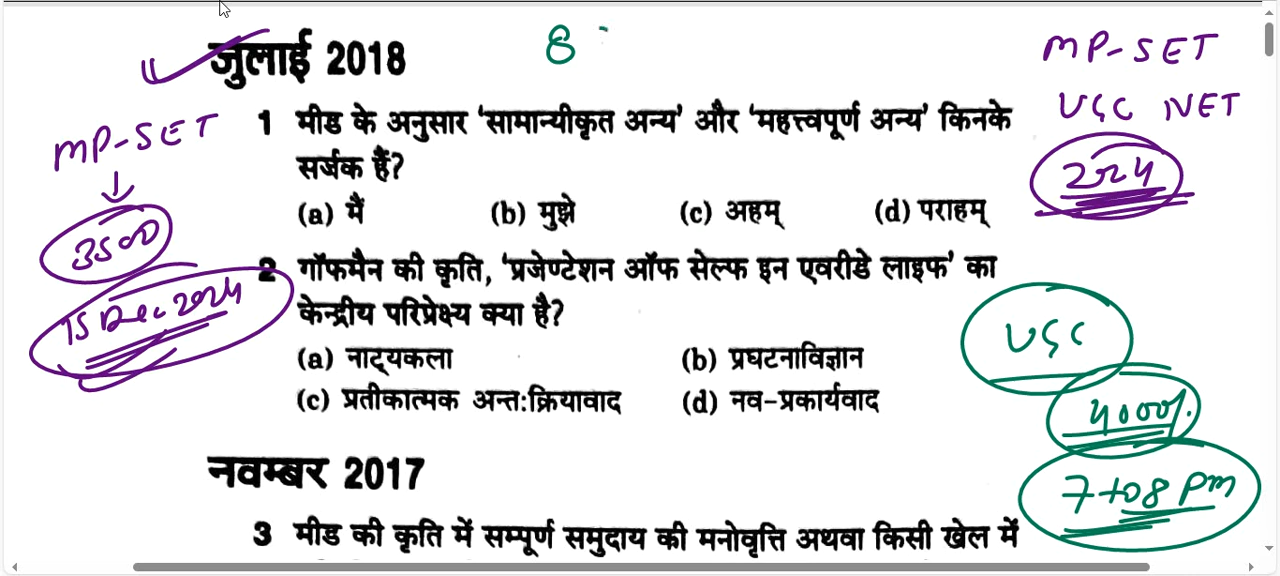 जुलाई 2018
8
MP-SET
UGC NET
2024
MP-SET
3500
15 Dec 2024
1 मीड के अनुसार 'सामान्यीकृत अन्य' और 'महत्त्वपूर्ण अन्य' किनके
सर्जक हैं?
(a) मैं (b) मुझे (c) अहम् (d) पराहम्
2 गॉफमैन की कृति, 'प्रजेण्टेशन ऑफ सेल्फ इन एवरीडे लाइफ' का
केन्द्रीय परिप्रेक्ष्य क्या है?
(a) नाट्यकला (b) प्रघटनाविज्ञान
(c) प्रतीकात्मक अन्त:क्रियावाद (d) नव-प्रकार्यवाद
UGC
4000/.
7 to 8 pm
नवम्बर 2017
3 मीड की कृति में सम्पूर्ण समुदाय की मनोवृत्ति अथवा किसी खेल में